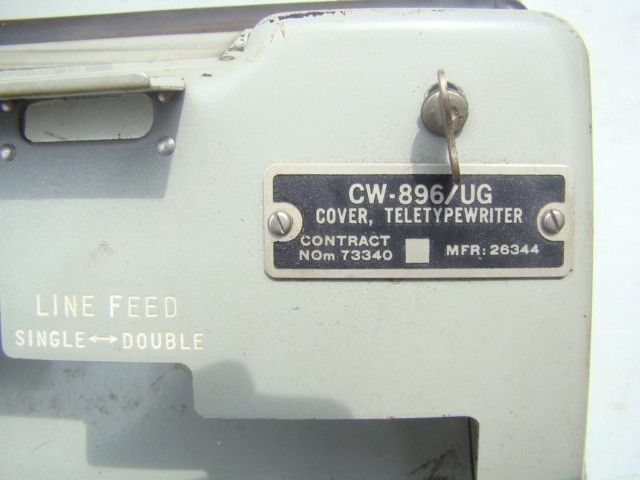 CW-896/UG
COVER, TELETYPEWRITER
CONTRACT
NOm 73340 MFR: 26344
LINE FEED
SINGLE↔DOUBLE